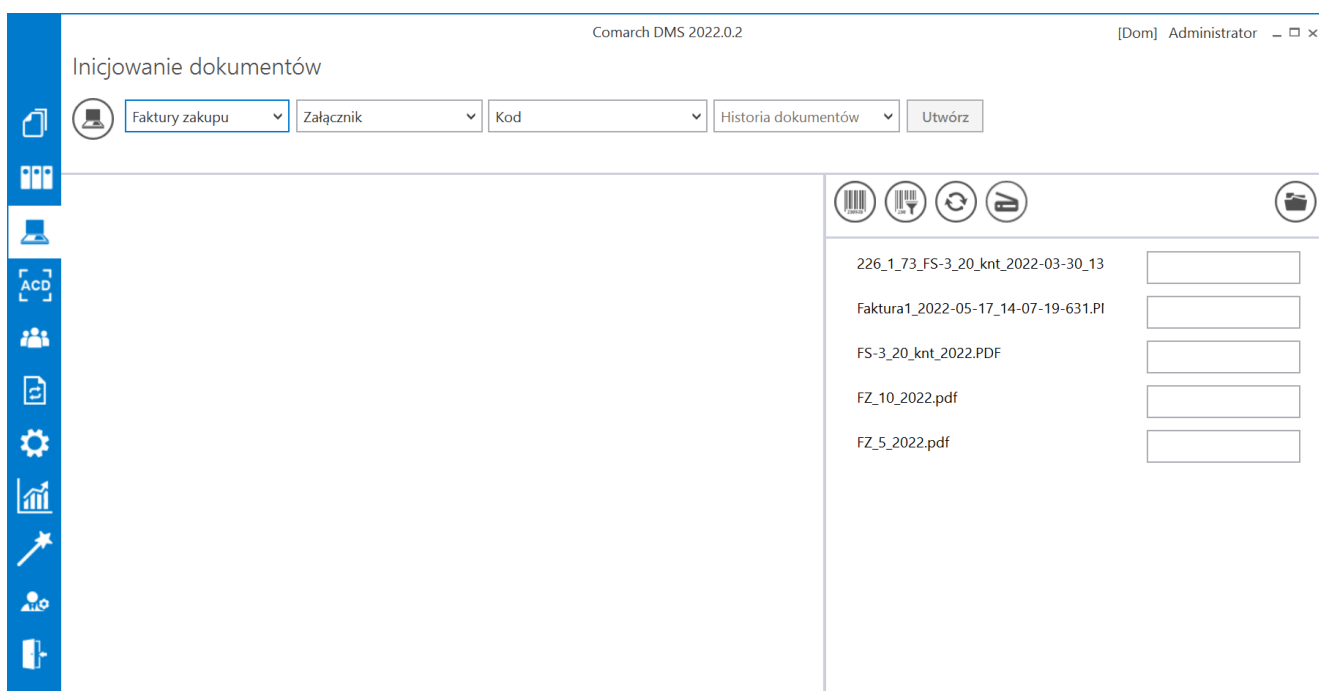 Comarch DMS 2022.0.2
[Dom] Administrator
Inicjowanie dokumentów
Faktury zakupu Załącznik Kod Historia dokumentów Utwórz
ACD
226_1_73_FS-3_20_knt_2022-03-30_13
Faktura1_2022-05-17_14-07-19-631.PI
FS-3_20_knt_2022.PDF
FZ_10_2022.pdf
FZ_5_2022.pdf